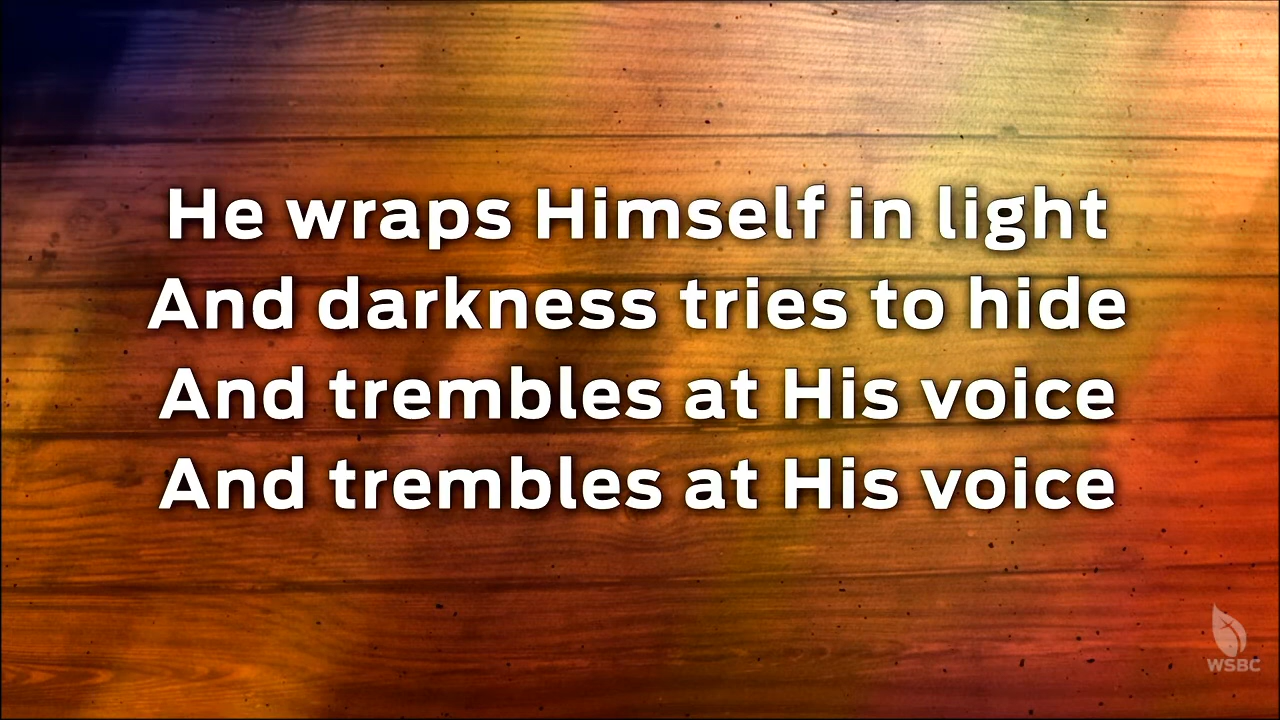 He wraps Himself in light
And darkness tries to hide
And trembles at His voice
And trembles at His voice
WSBC